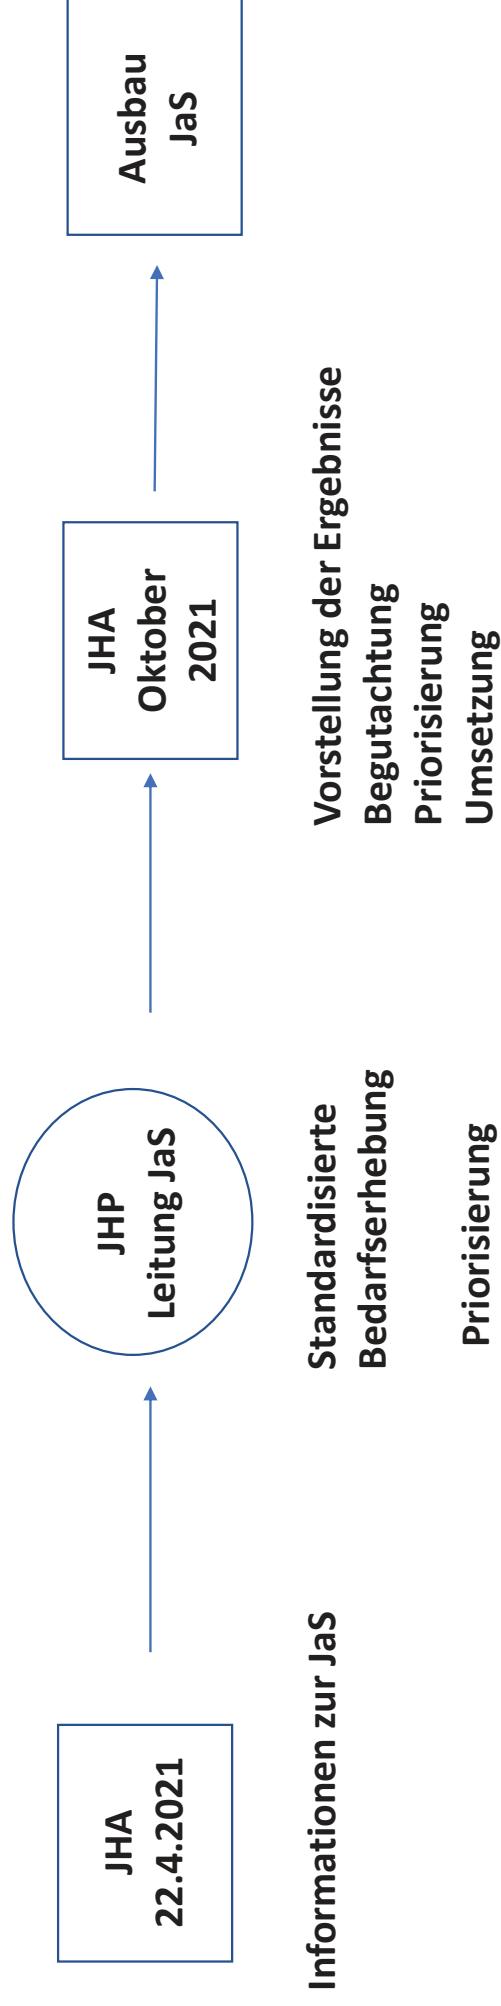 JHA
22.4.2021
Informationen zur JaS
JHP
Leitung JaS
Standardisierte
Bedarfserhebung
Priorisierung
JHA
Oktober
2021
Vorstellung der Ergebnisse
Begutachtung
Priorisierung
Umsetzung
Ausbau
JaS